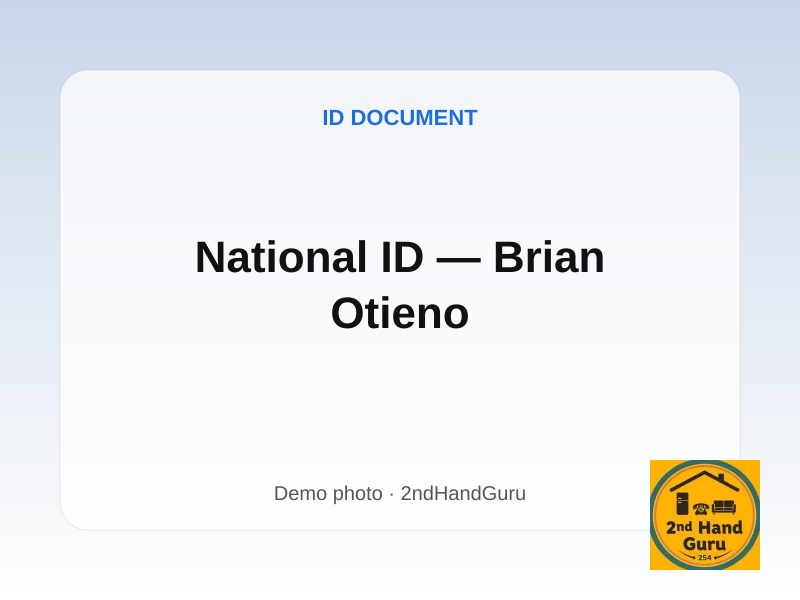 ID DOCUMENT
National ID — Brian
Otieno
Demo photo · 2ndHandGuru
2nd Hand
Guru
254